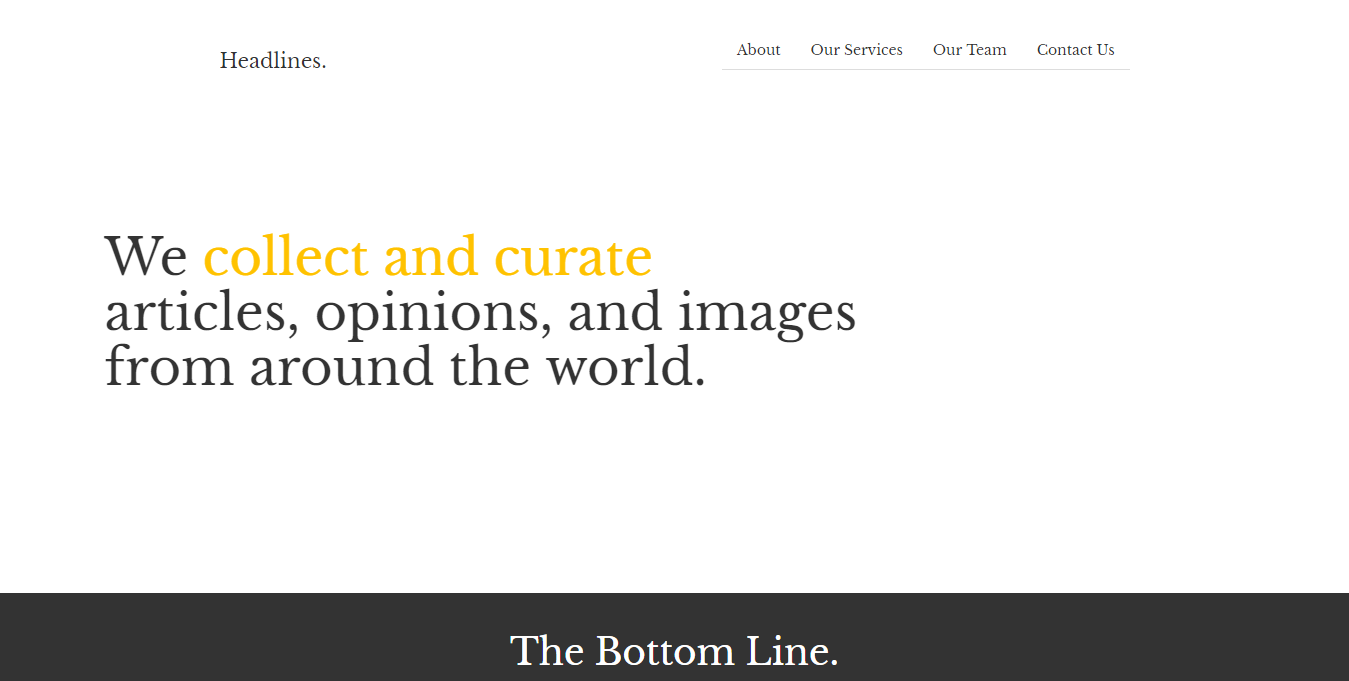 Headlines.
About Our Services Our Team Contact Us
We collect and curate
articles, opinions, and images
from around the world.
The Bottom Line.